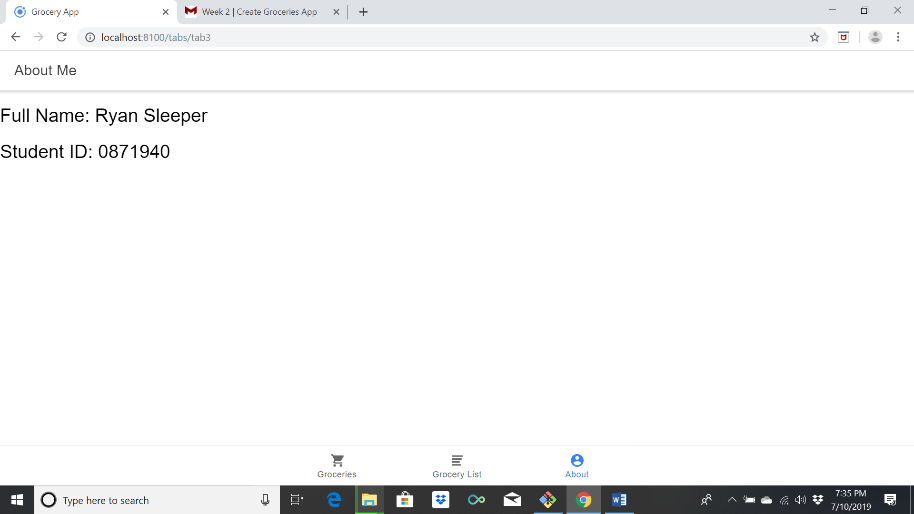 Grocery App
Week 2 | Create Groceries App
localhost:8100/tabs/tab3
About Me
Full Name: Ryan Sleeper
Student ID: 0871940
Groceries
Grocery List
About
Type here to search
7:35 PM
7/10/2019